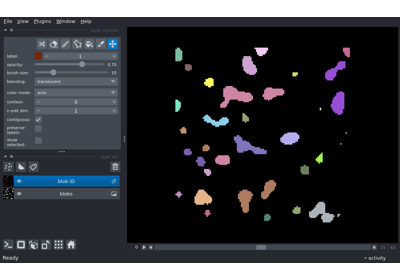 File View Plugins Window Help
label: 1
opacity: 0.70
brush size: 10
blending: translucent
color mode: auto
contour: 0
n edit dim: 2
contiguous:
preserve labels:
show selected:
blob ID
blobs
Ready
activity